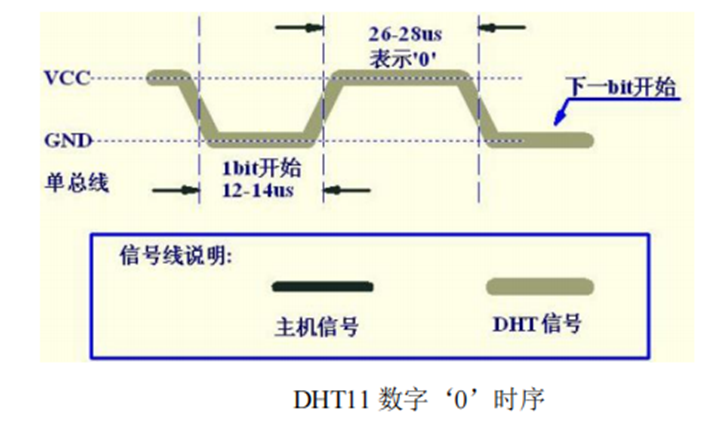 26-28us
表示'0'
VCC
下一bit开始
GND
1bit开始
单总线
12-14us
信号线说明:
主机信号
DHT信号
DHT11 数字‘0’时序